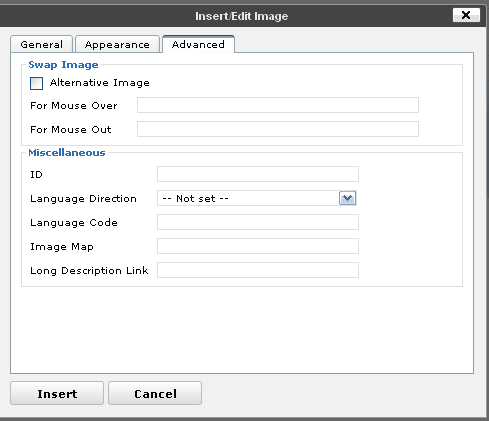 Insert/Edit Image
General Appearance Advanced
Swap Image
Alternative Image
For Mouse Over
For Mouse Out
Miscellaneous
ID
Language Direction -- Not set --
Language Code
Image Map
Long Description Link
Insert Cancel